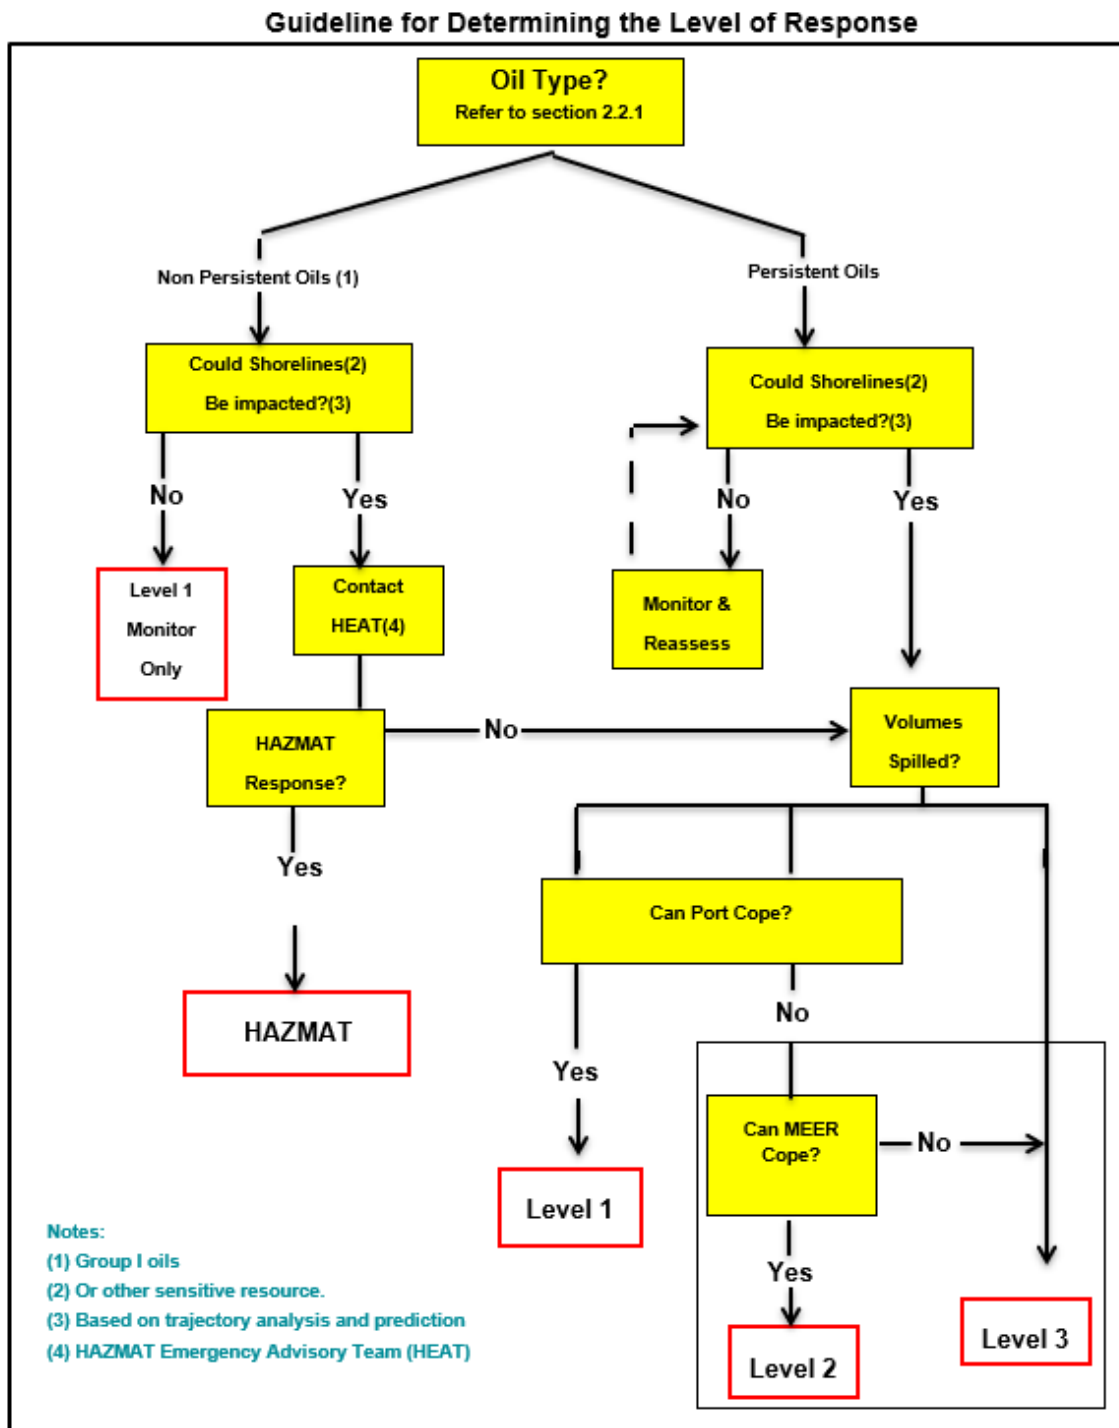 Guideline for Determining the Level of Response
Oil Type?
Refer to section 2.2.1
Non Persistent Oils (1)
Persistent Oils
Could Shorelines(2)
Be impacted?(3)
Could Shorelines(2)
Be impacted?(3)
No
Yes
No
Yes
Level 1
Monitor
Only
Contact
HEAT(4)
Monitor &
Reassess
HAZMAT
Response?
No
Volumes
Spilled?
Yes
Can Port Cope?
HAZMAT
No
Yes
Can MEER
Cope?
No
Level 1
Yes
Level 2
Level 3
Notes:
(1) Group I oils
(2) Or other sensitive resource.
(3) Based on trajectory analysis and prediction
(4) HAZMAT Emergency Advisory Team (HEAT)